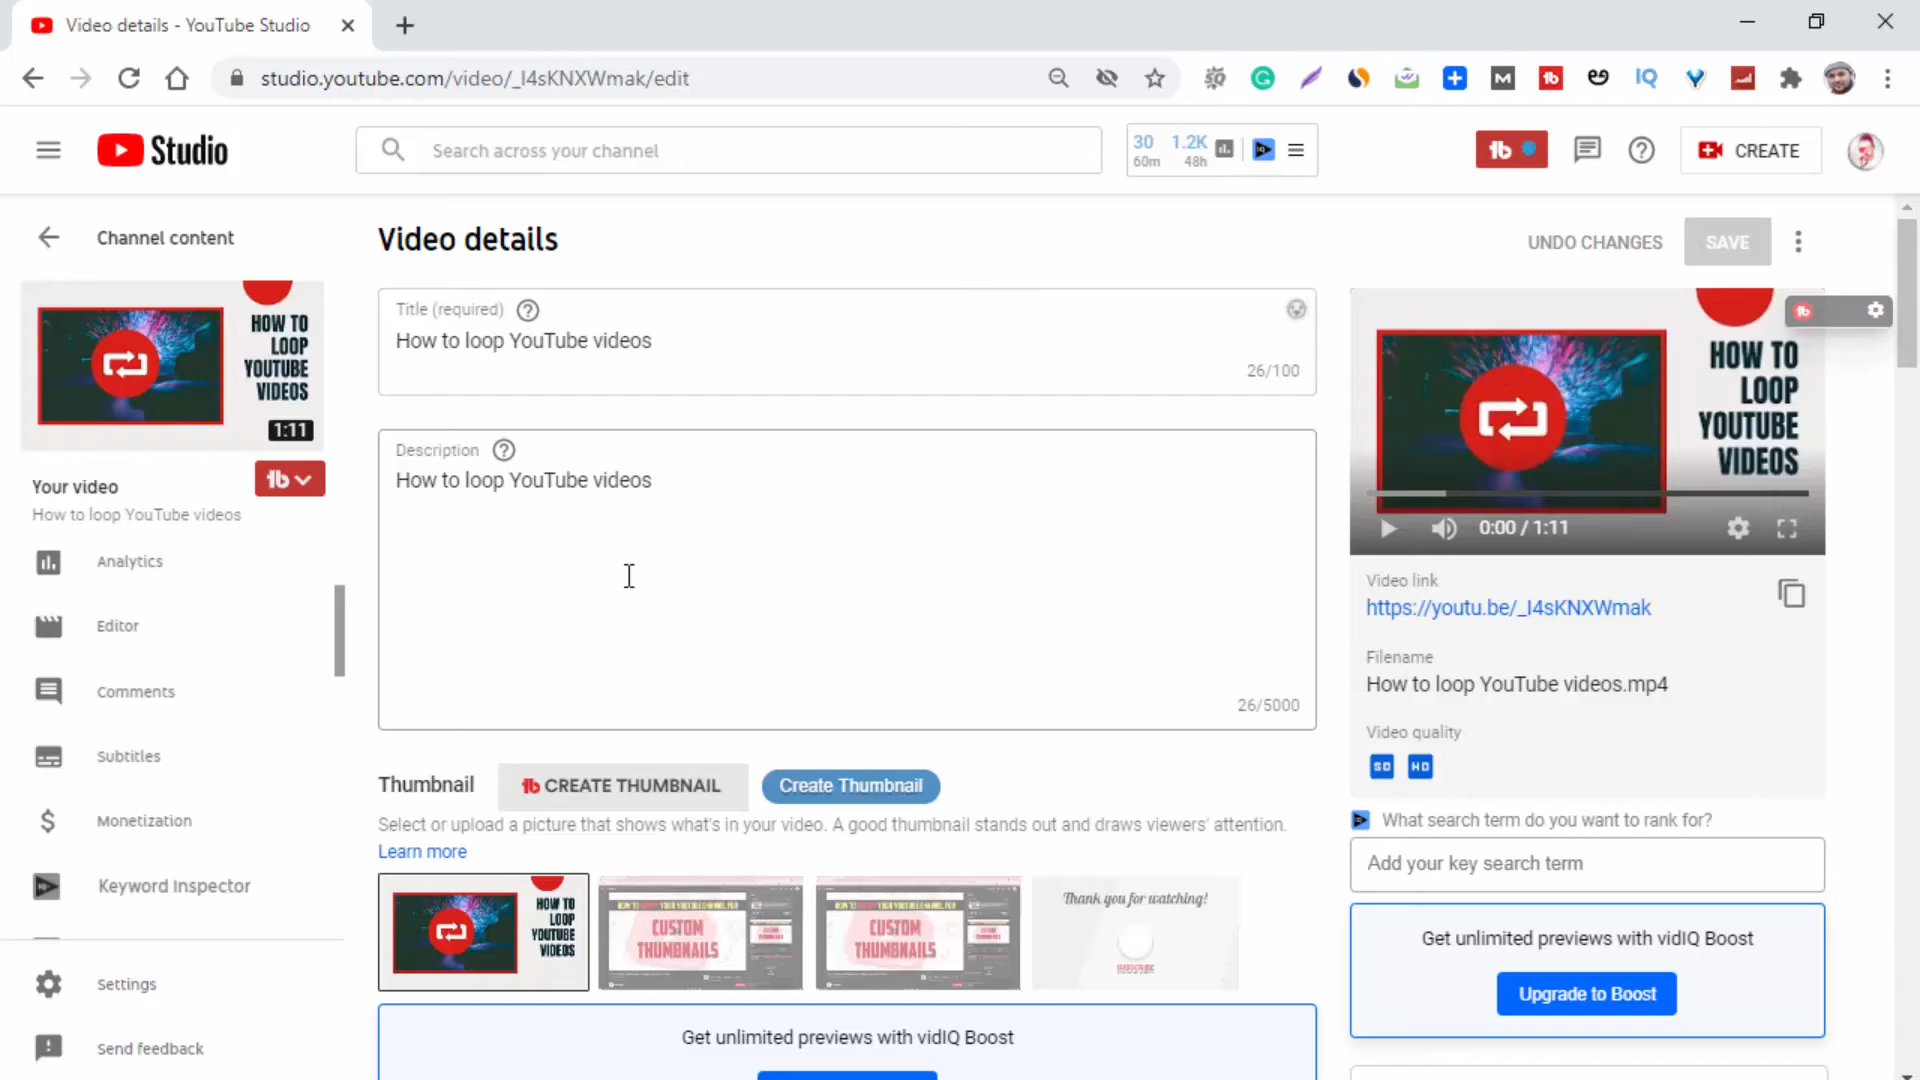 Video details - YouTube Studio
studio.youtube.com/video/_I4sKNXWmak/edit
Studio
Search across your channel
30 1.2K
60m 48h
CREATE
Channel content
Video details
UNDO CHANGES
SAVE
HOW TO
LOOP
YOUTUBE
VIDEOS
1:11
Title (required)
How to loop YouTube videos
26/100
HOW TO
LOOP
YOUTUBE
VIDEOS
0:00 / 1:11
Your video
How to loop YouTube videos
Description
How to loop YouTube videos
26/5000
Analytics
Editor
Comments
Subtitles
Monetization
Keyword Inspector
Settings
Send feedback
Video link
https://youtu.be/_I4sKNXWmak
Filename
How to loop YouTube videos.mp4
Video quality
SD HD
Thumbnail
CREATE THUMBNAIL
Create Thumbnail
Select or upload a picture that shows what's in your video. A good thumbnail stands out and draws viewers' attention.
Learn more
HOW TO
LOOP
YOUTUBE
VIDEOS
CUSTOM
THUMBNAILS
CUSTOM
THUMBNAILS
Thank you for watching!
SUBSCRIBE
Get unlimited previews with vidIQ Boost
What search term do you want to rank for?
Add your key search term
Get unlimited previews with vidIQ Boost
Upgrade to Boost